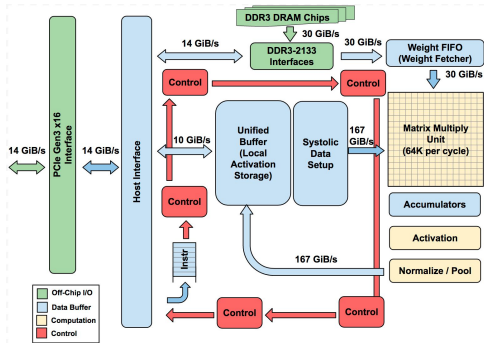 DDR3 DRAM Chips
30 GiB/s
14 GiB/s
DDR3-2133
Interfaces
30 GiB/s
Weight FIFO
(Weight Fetcher)
30 GiB/s
Control
Control
PCIe Gen3 x16
Interface
14 GiB/s
14 GiB/s
Host Interface
10 GiB/s
Unified
Buffer
(Local
Activation
Storage)
Systolic
Data
Setup
167
GiB/s
Matrix Multiply
Unit
(64K per cycle)
Control
Accumulators
Activation
Instr
167 GiB/s
Normalize / Pool
Off-Chip I/O
Data Buffer
Computation
Control
Control
Control